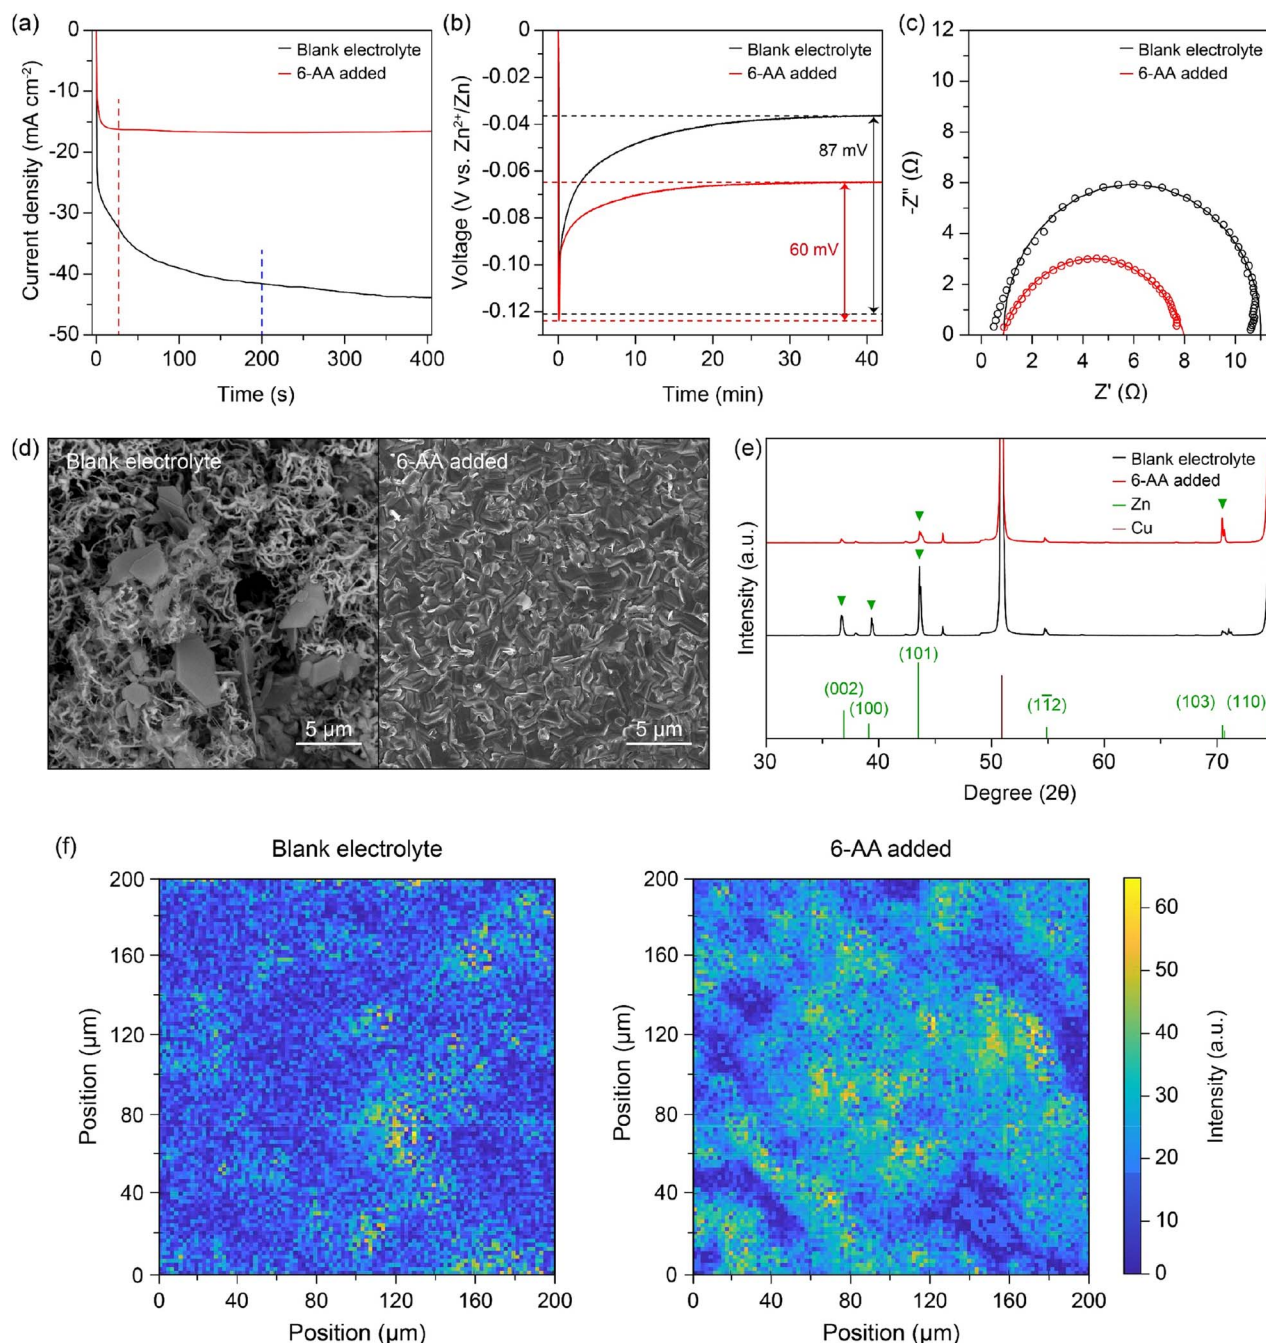 (a)
0
-10
-20
-30
-40
-50
Current density (mA cm⁻²)
Blank electrolyte
6-AA added
0 100 200 300 400
Time (s)
(b)
0
-0.02
-0.04
-0.06
-0.08
-0.10
-0.12
Voltage (V vs. Zn²⁺/Zn)
Blank electrolyte
6-AA added
87 mV
60 mV
0 10 20 30 40
Time (min)
(c)
12
10
8
6
4
2
0
-Z" (Ω)
Blank electrolyte
6-AA added
0 2 4 6 8 10
Z' (Ω)
(d)
Blank electrolyte
5 µm
6-AA added
5 µm
(e)
Intensity (a.u.)
Blank electrolyte
6-AA added
Zn
Cu
(002)
(100)
(101)
(11̅2)
(103)
(110)
30 40 50 60 70
Degree (2θ)
(f)
Blank electrolyte
200
160
120
80
40
0
Position (µm)
0 40 80 120 160 200
Position (µm)
6-AA added
200
160
120
80
40
0
Position (µm)
0 40 80 120 160 200
Position (µm)
60
50
40
30
20
10
0
Intensity (a.u.)